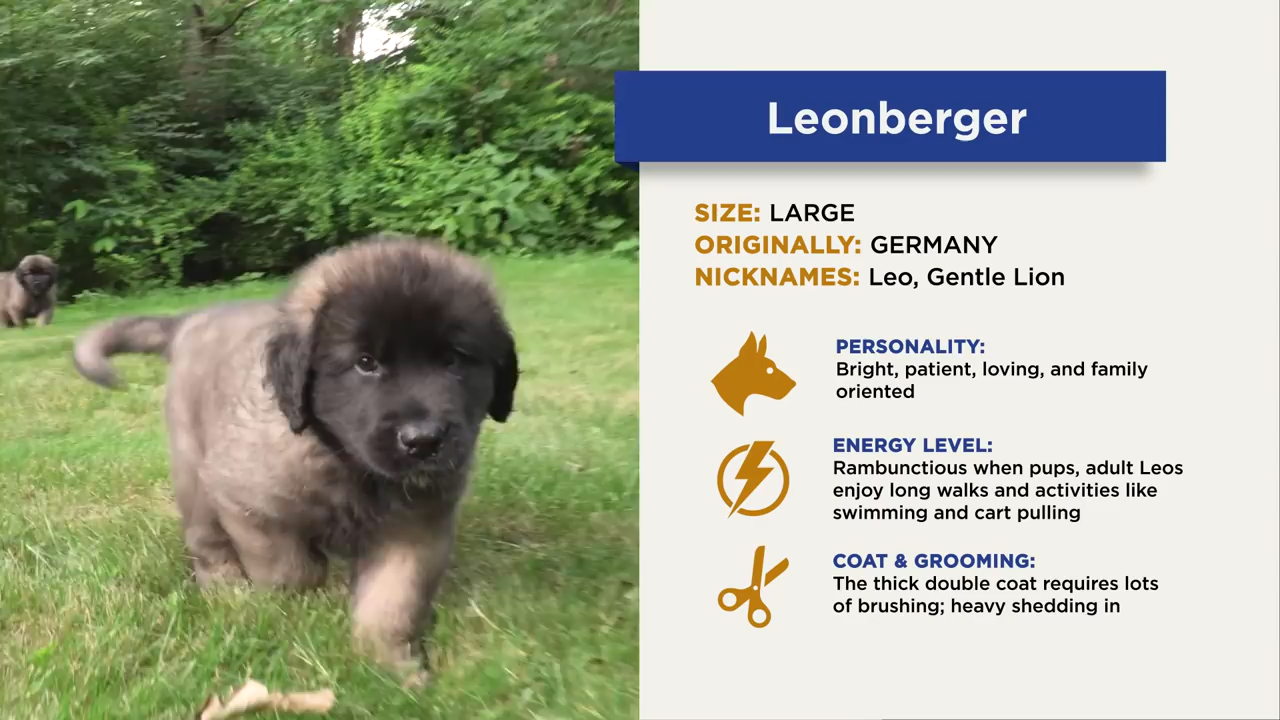 Leonberger
SIZE: LARGE
ORIGINALLY: GERMANY
NICKNAMES: Leo, Gentle Lion
PERSONALITY:
Bright, patient, loving, and family
oriented
ENERGY LEVEL:
Rambunctious when pups, adult Leos
enjoy long walks and activities like
swimming and cart pulling
COAT & GROOMING:
The thick double coat requires lots
of brushing; heavy shedding in